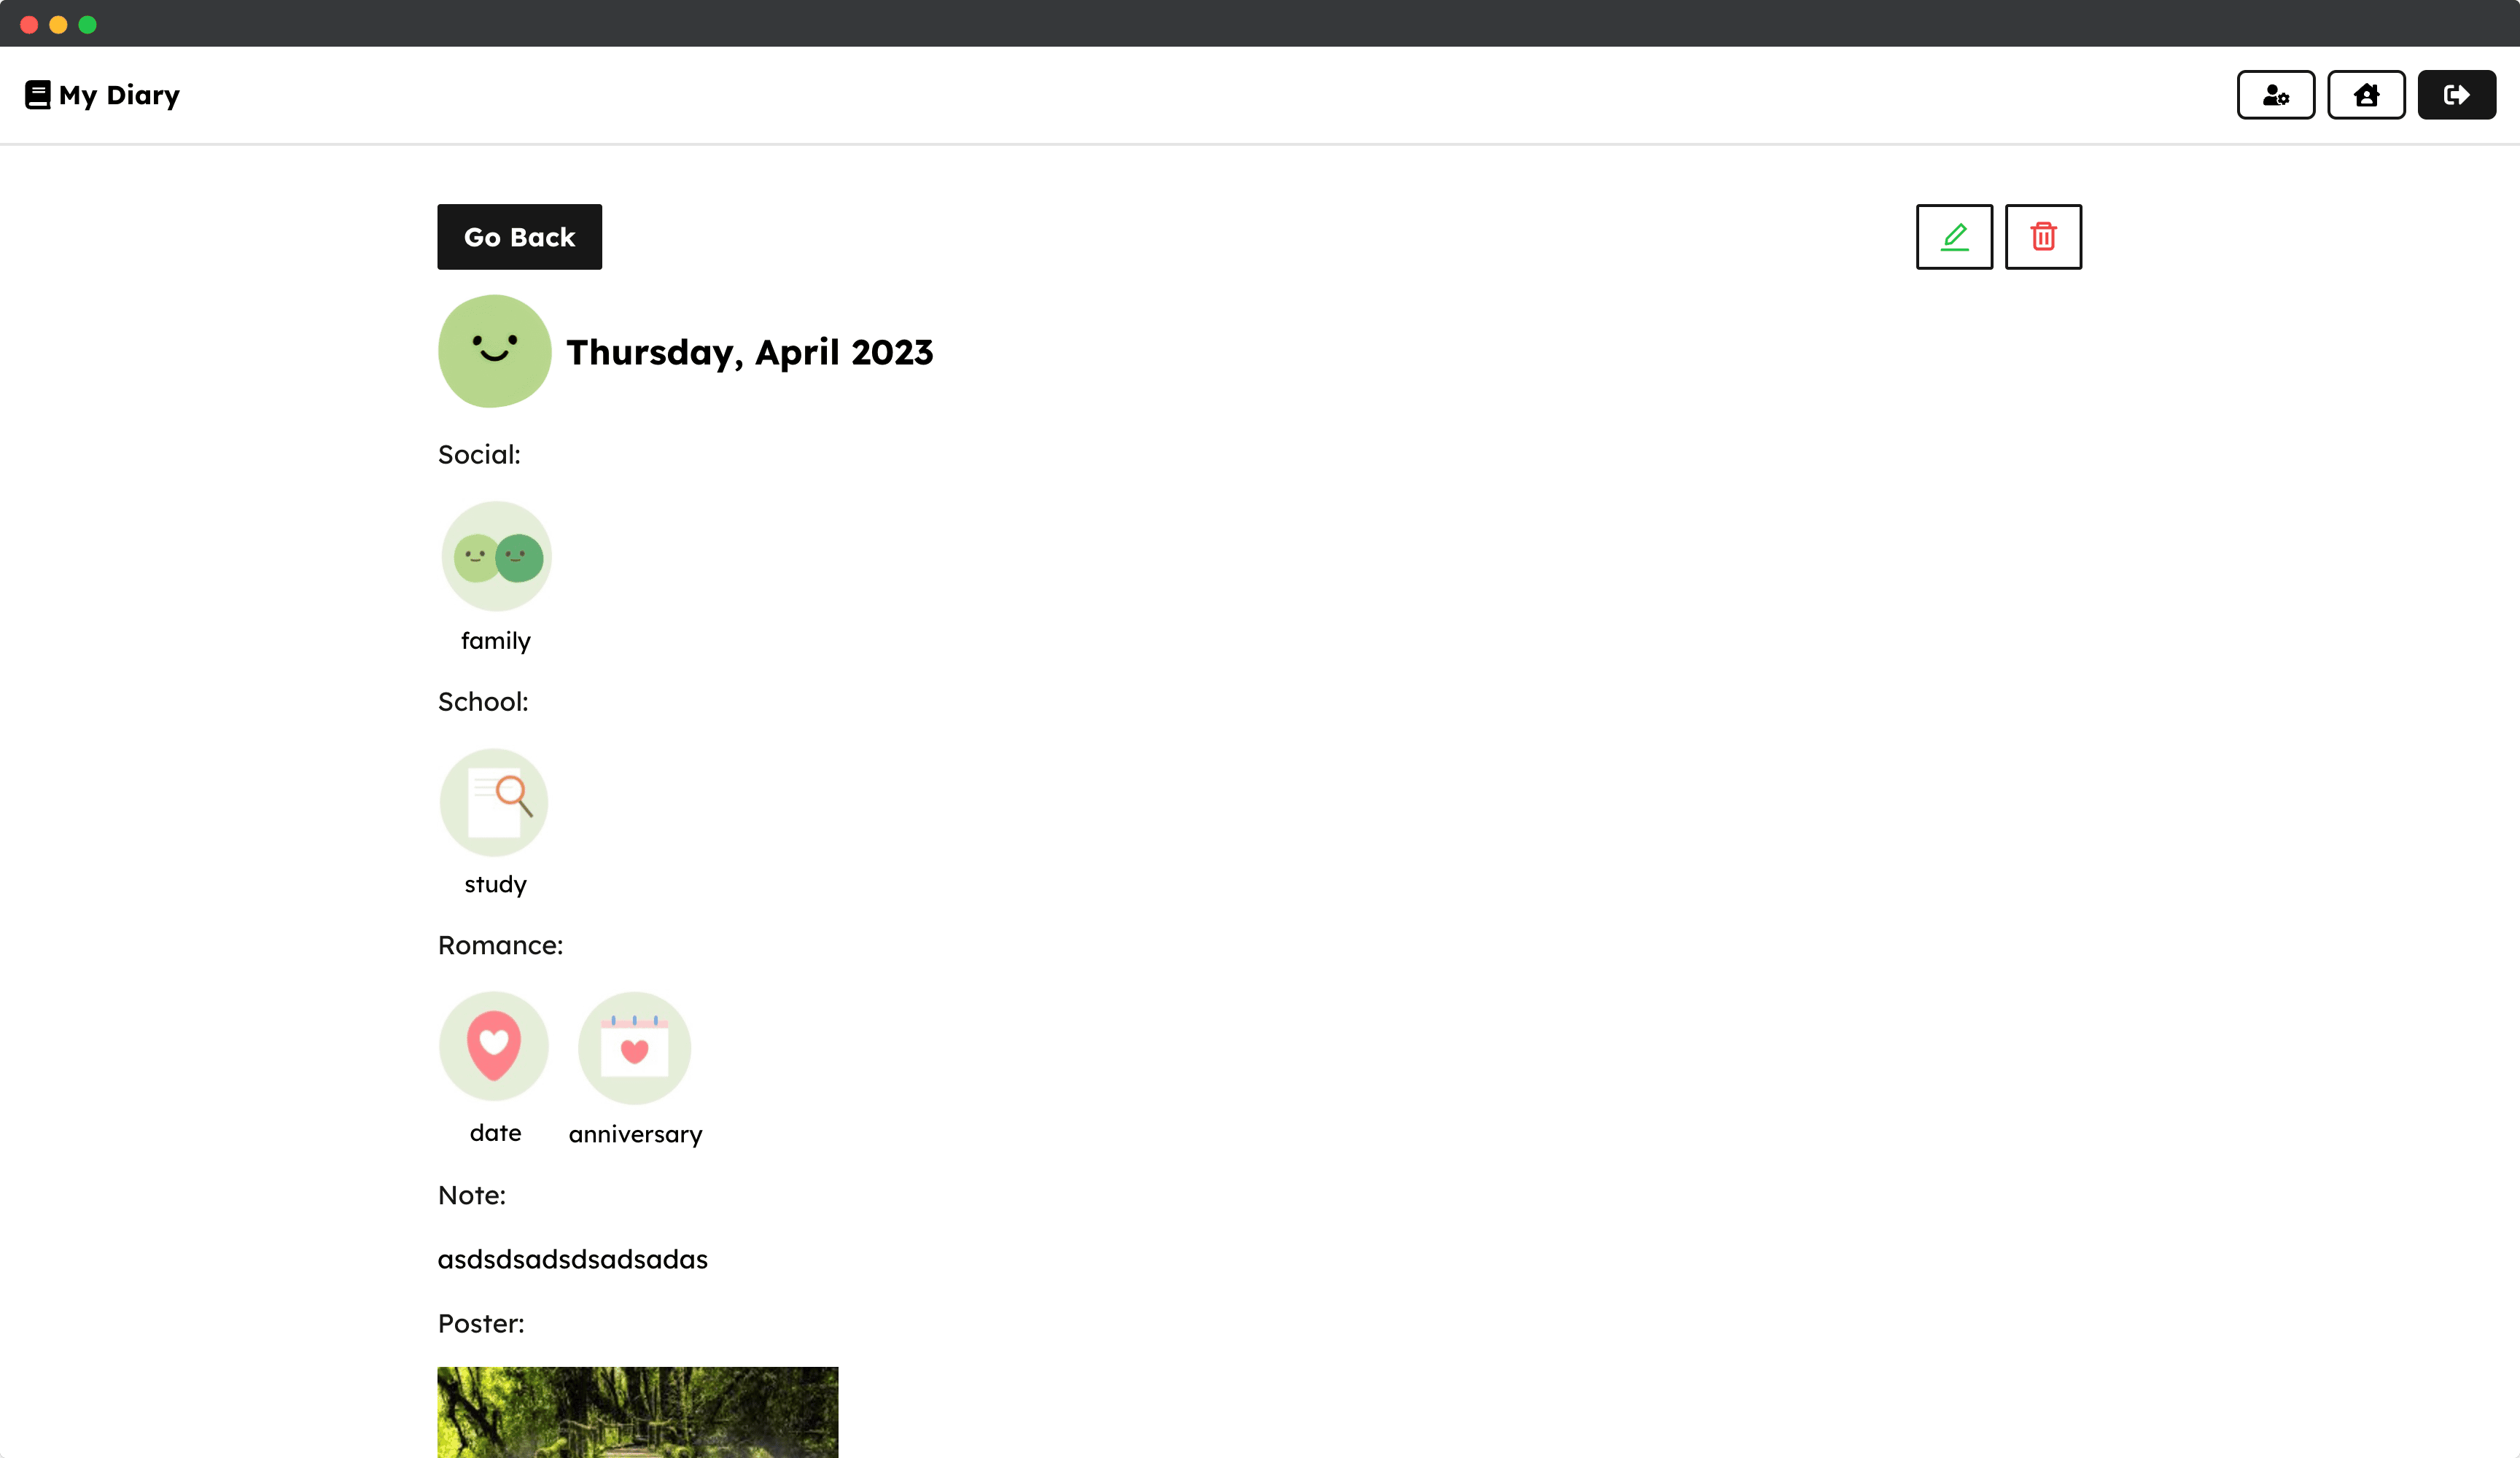 My Diary
Go Back
Thursday, April 2023
Social:
family
School:
study
Romance:
date anniversary
Note:
asdsdsadsdsadsadas
Poster: